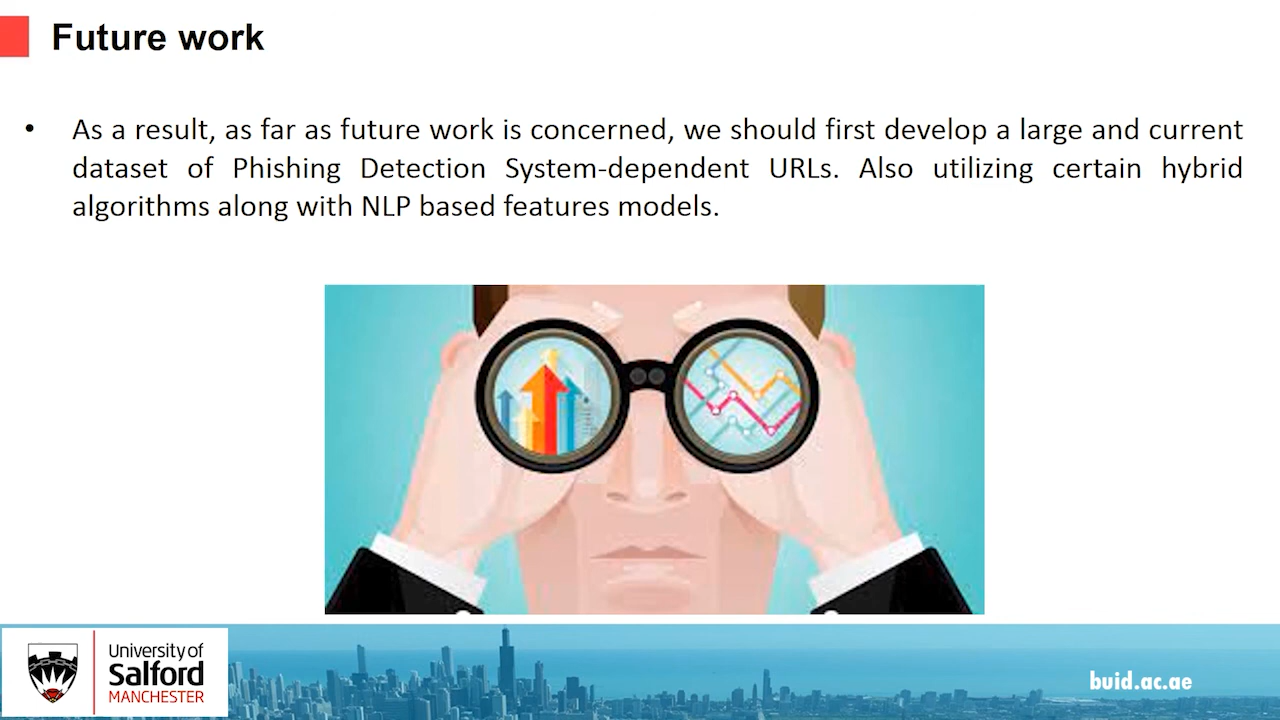 Future work
• As a result, as far as future work is concerned, we should first develop a large and current
dataset of Phishing Detection System-dependent URLs. Also utilizing certain hybrid
algorithms along with NLP based features models.
University of
Salford
MANCHESTER
buid.ac.ae